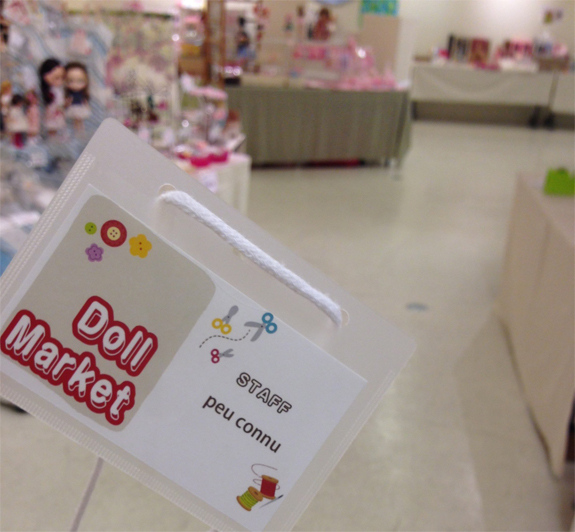 Doll
Market
STAFF
peu connu